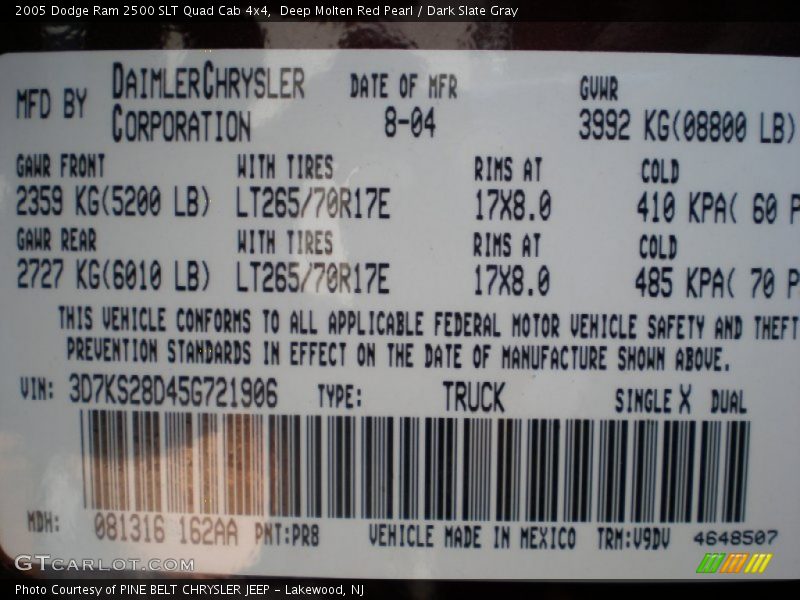 2005 Dodge Ram 2500 SLT Quad Cab 4x4,  Deep Molten Red Pearl / Dark Slate Gray
MFD BY DAIMLERCHRYSLER CORPORATION DATE OF MFR 8-04 GVWR 3992 KG(08800 LB)
GAWR FRONT WITH TIRES RIMS AT COLD
2359 KG(5200 LB) LT265/70R17E 17X8.0 410 KPA( 60 P
GAWR REAR WITH TIRES RIMS AT COLD
2727 KG(6010 LB) LT265/70R17E 17X8.0 485 KPA( 70 P
THIS VEHICLE CONFORMS TO ALL APPLICABLE FEDERAL MOTOR VEHICLE SAFETY AND THEFT
PREVENTION STANDARDS IN EFFECT ON THE DATE OF MANUFACTURE SHOWN ABOVE.
VIN: 3D7KS28D45G721906 TYPE: TRUCK SINGLE X DUAL
MDH: 081316 162AA PNT:PR8 VEHICLE MADE IN MEXICO TRM:V9DV 4648507
GTCARLOT.COM
Photo Courtesy of PINE BELT CHRYSLER JEEP - Lakewood, NJ